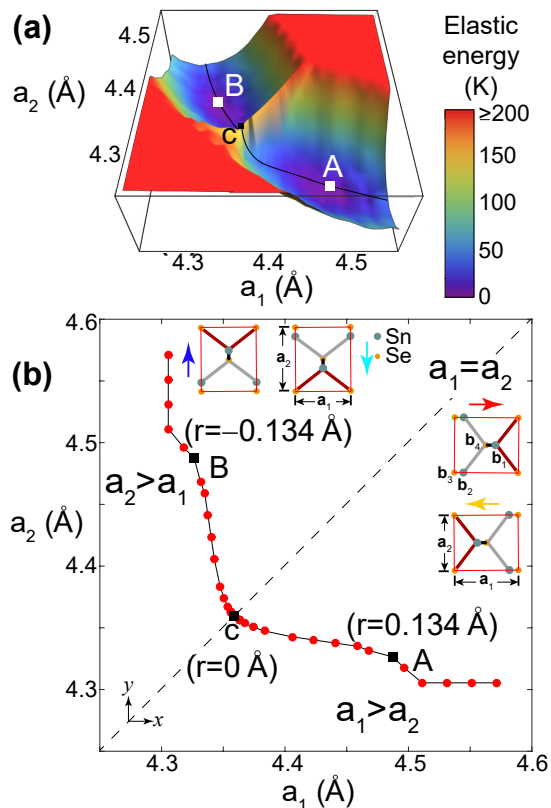 (a)
4.5
4.4
4.3
a2 (Å)
B
c
A
4.3
4.4
4.5
a1 (Å)
Elastic
energy
(K)
≥200
150
100
50
0
(b)
4.6
4.5
4.4
4.3
a2 (Å)
a2
a1
Sn
Se
a1=a2
(r=−0.134 Å)
B
a2>a1
b4
b1
b3
b2
a2
a1
c
(r=0 Å)
(r=0.134 Å)
A
a1>a2
y
x
4.3
4.4
4.5
4.6
a1 (Å)